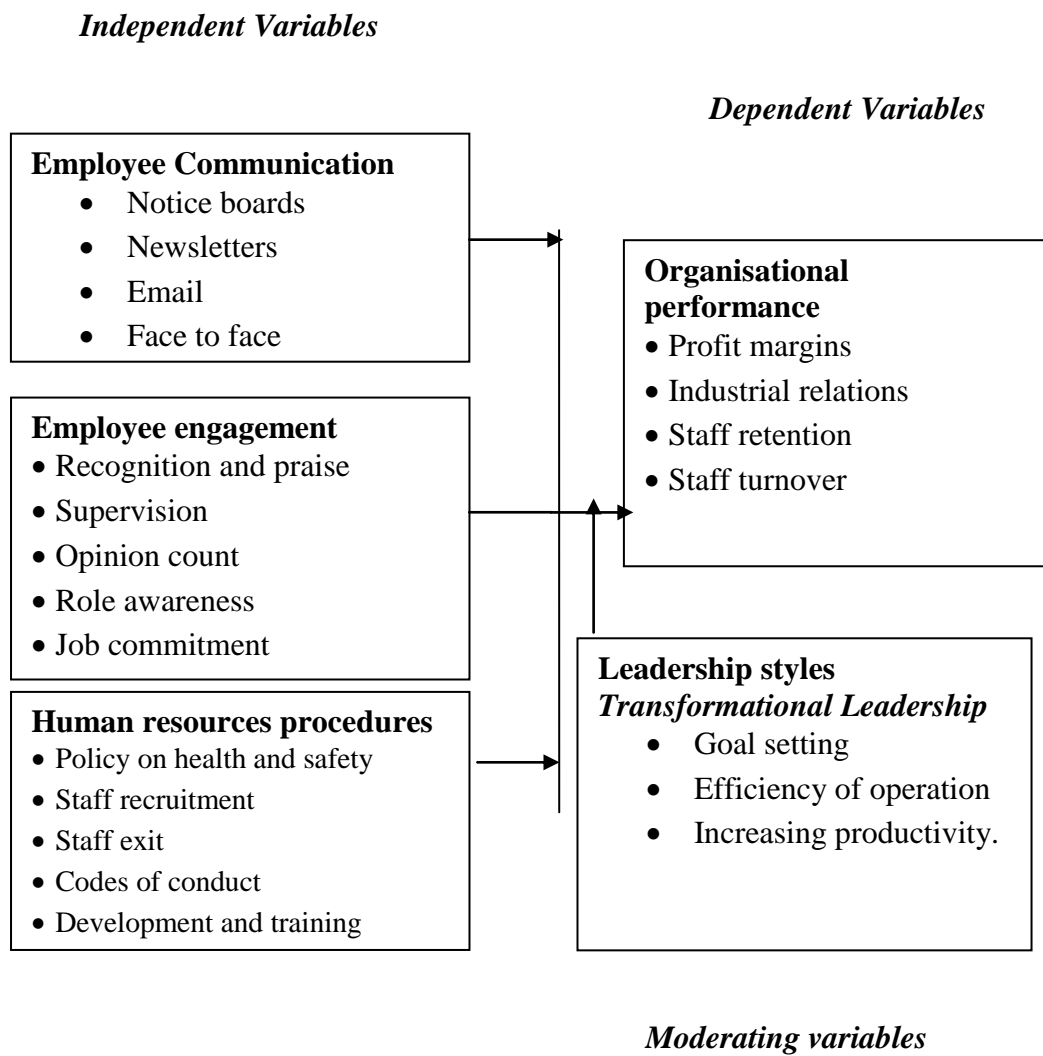 Independent Variables
Dependent Variables
Employee Communication
• Notice boards
• Newsletters
• Email
• Face to face
Employee engagement
• Recognition and praise
• Supervision
• Opinion count
• Role awareness
• Job commitment
Human resources procedures
• Policy on health and safety
• Staff recruitment
• Staff exit
• Codes of conduct
• Development and training
Organisational
performance
• Profit margins
• Industrial relations
• Staff retention
• Staff turnover
Leadership styles
Transformational Leadership
• Goal setting
• Efficiency of operation
• Increasing productivity.
Moderating variables